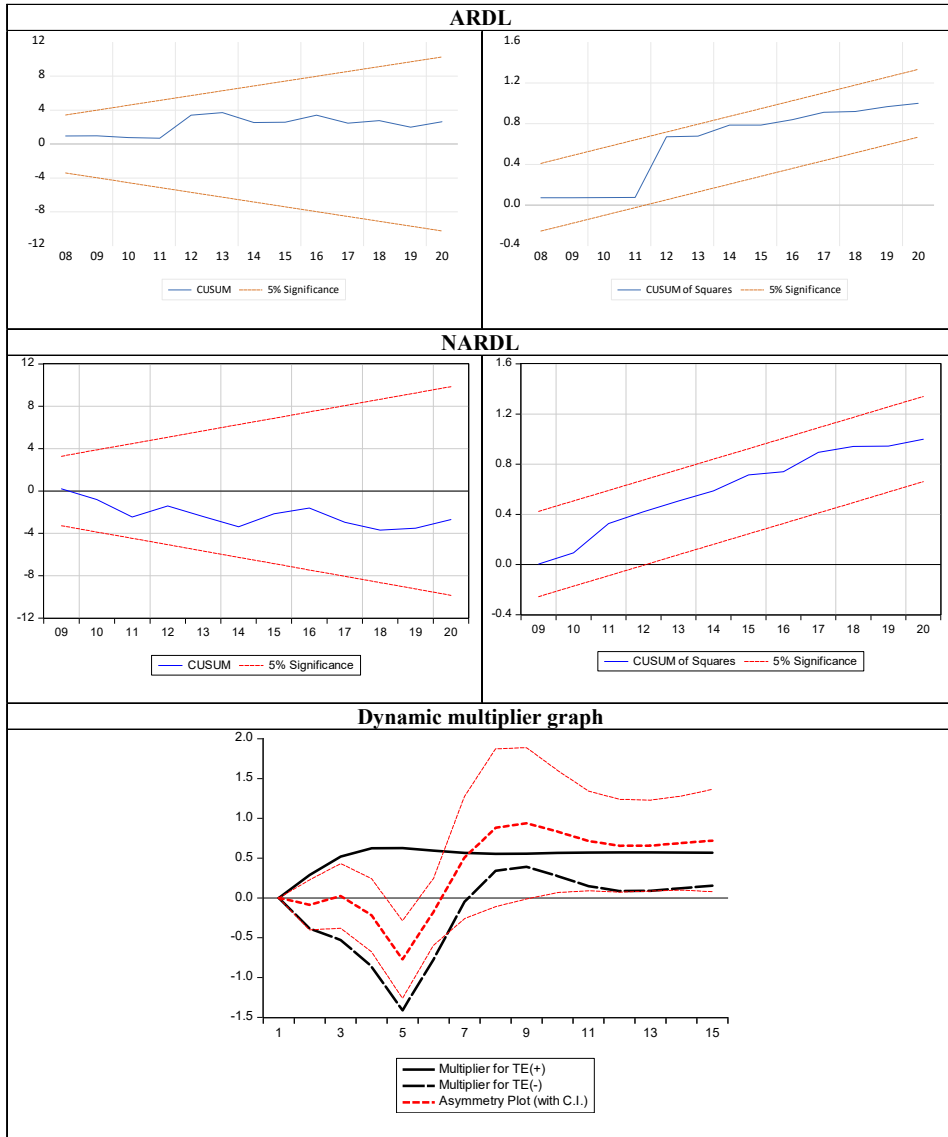 ARDL
12
8
4
0
-4
-8
-12
08 09 10 11 12 13 14 15 16 17 18 19 20
CUSUM 5% Significance
1.6
1.2
0.8
0.4
0.0
-0.4
08 09 10 11 12 13 14 15 16 17 18 19 20
CUSUM of Squares 5% Significance
NARDL
12
8
4
0
-4
-8
-12
09 10 11 12 13 14 15 16 17 18 19 20
CUSUM 5% Significance
1.6
1.2
0.8
0.4
0.0
-0.4
09 10 11 12 13 14 15 16 17 18 19 20
CUSUM of Squares 5% Significance
Dynamic multiplier graph
2.0
1.5
1.0
0.5
0.0
-0.5
-1.0
-1.5
1 3 5 7 9 11 13 15
Multiplier for TE(+)
Multiplier for TE(-)
Asymmetry Plot (with C.I.)